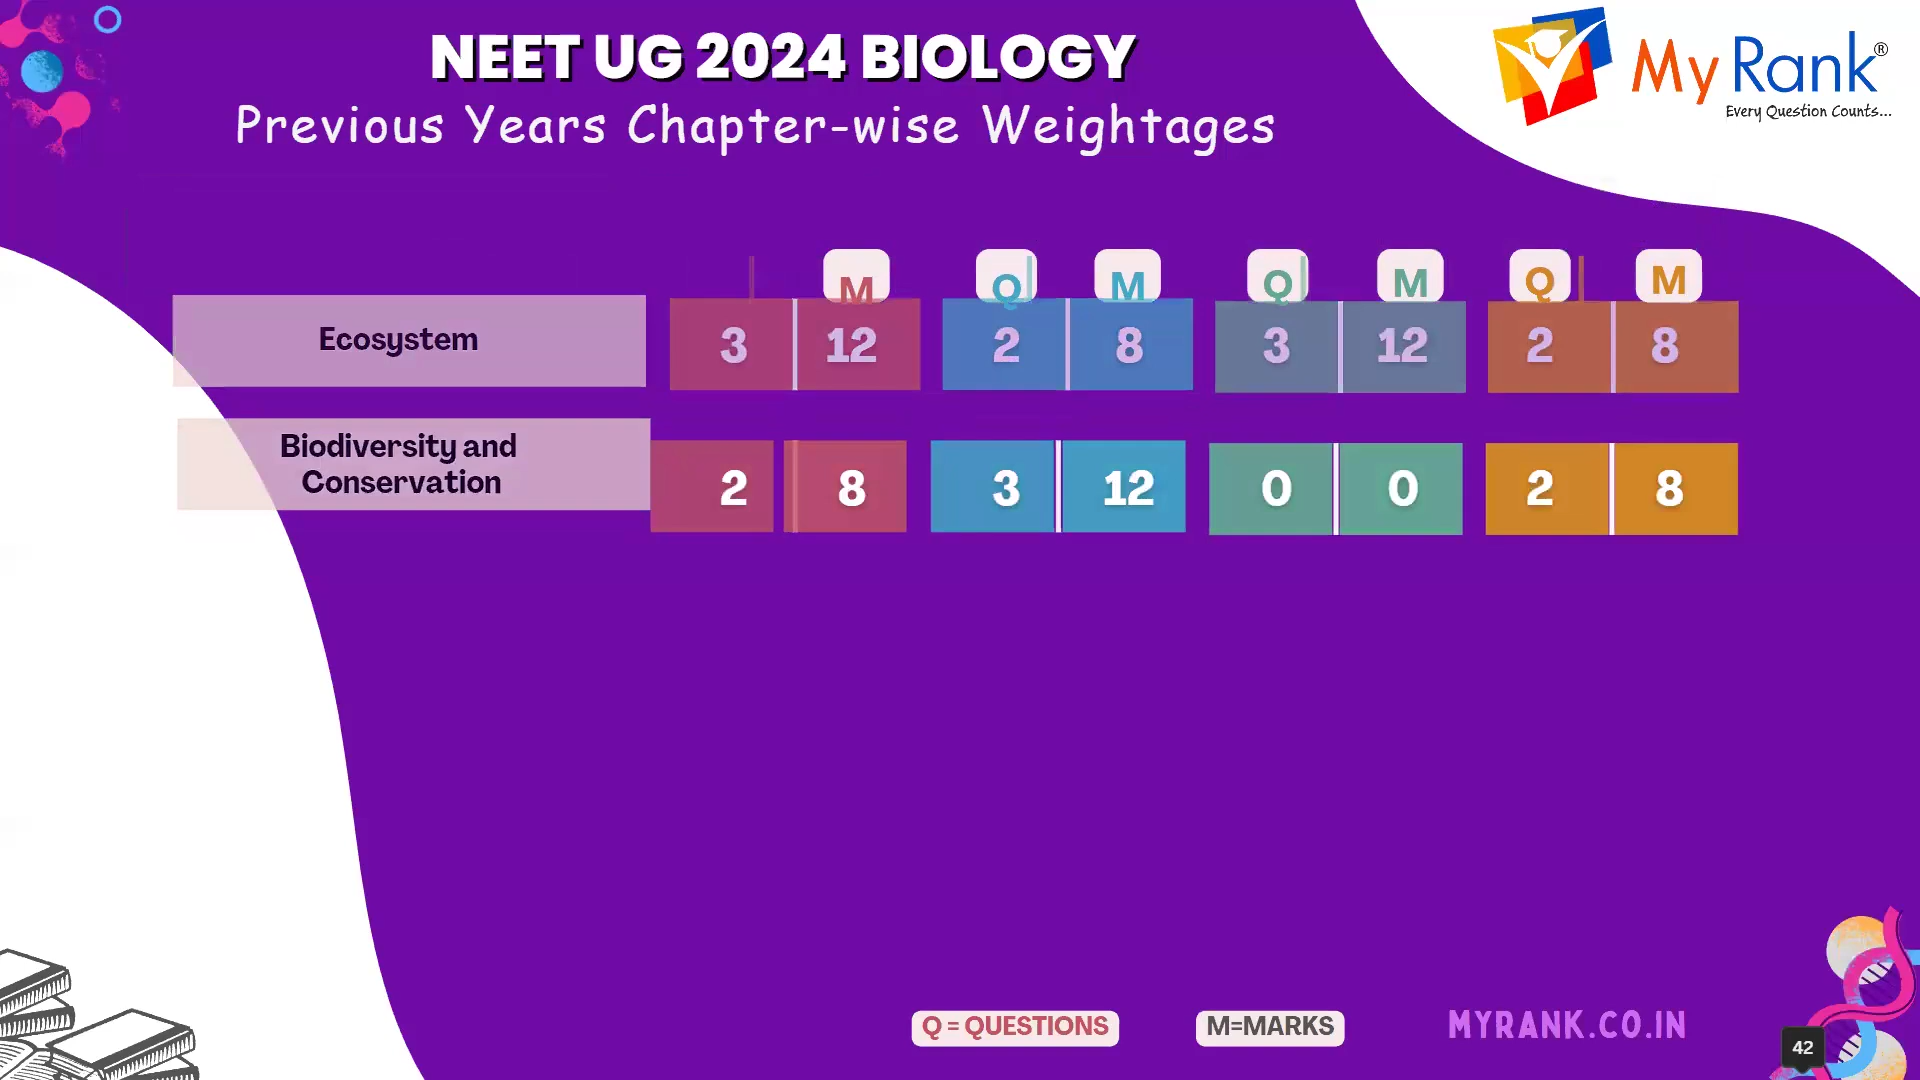 NEET UG 2024 BIOLOGY
Previous Years Chapter-wise Weightages
My Rank®
Every Question Counts...
M Q M Q M Q M
Ecosystem 3 12 2 8 3 12 2 8
Biodiversity and
Conservation 2 8 3 12 0 0 2 8
Q = QUESTIONS M=MARKS MYRANK.CO.IN
42